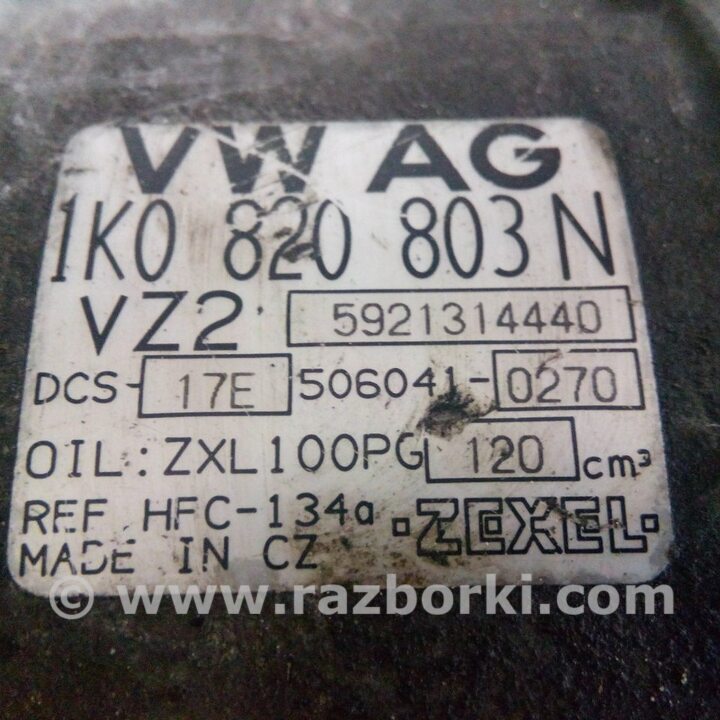 VW AG
1K0 820 803 N
VZ2 5921314440
DCS-17E 506041-0270
OIL: ZXL100PG 120 cm³
REF HFC-134a ·ZEXEL·
MADE IN CZ
© www.razborki.com